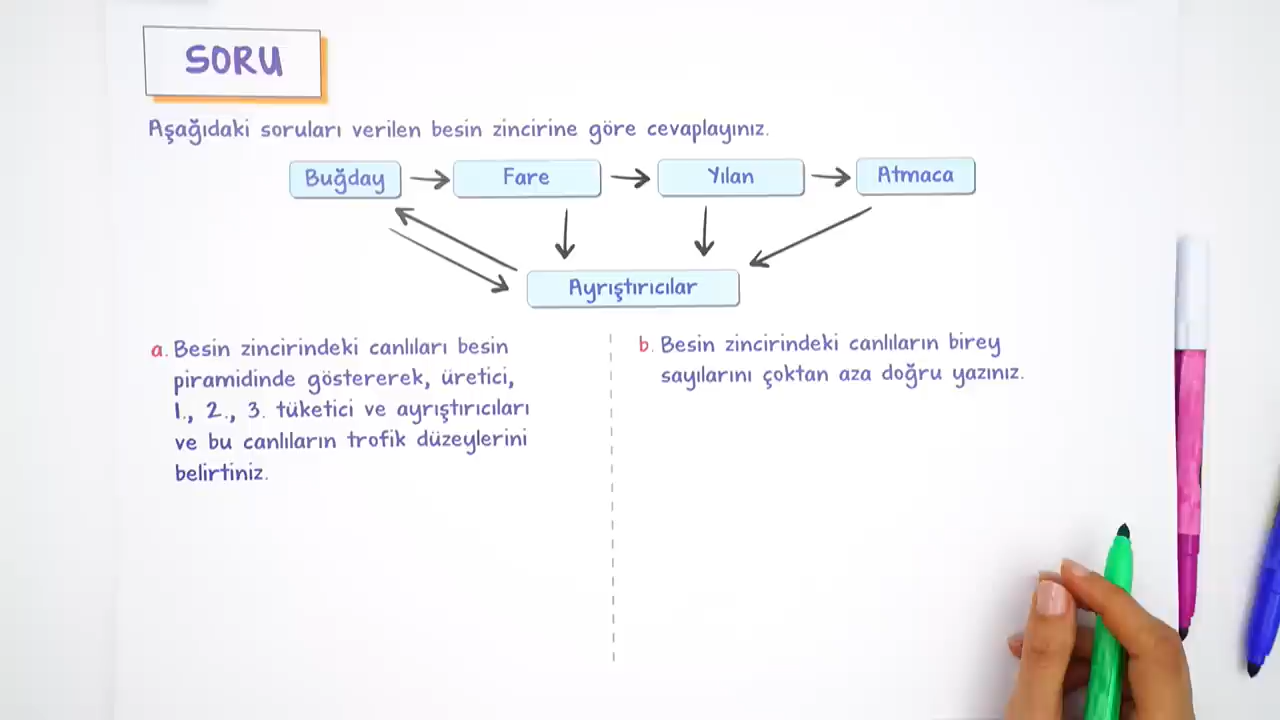 SORU
Aşağıdaki soruları verilen besin zincirine göre cevaplayınız.
Buğday
Fare
Yılan
Atmaca
Ayrıştırıcılar
a. Besin zincirindeki canlıları besin
piramidinde göstererek, üretici,
1., 2., 3. tüketici ve ayrıştırıcıları
ve bu canlıların trofik düzeylerini
belirtiniz.
b. Besin zincirindeki canlıların birey
sayılarını çoktan aza doğru yazınız.